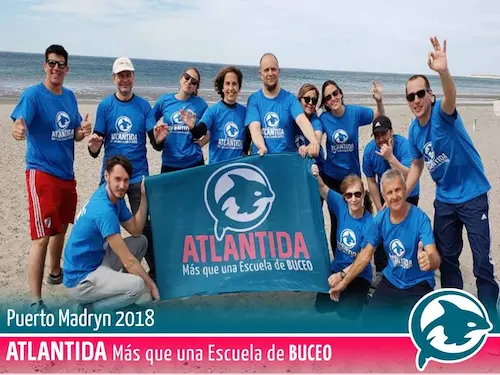 ATLANTIDA
Más que una Escuela de BUCEO
Puerto Madryn 2018
ATLANTIDA Más que una Escuela de BUCEO